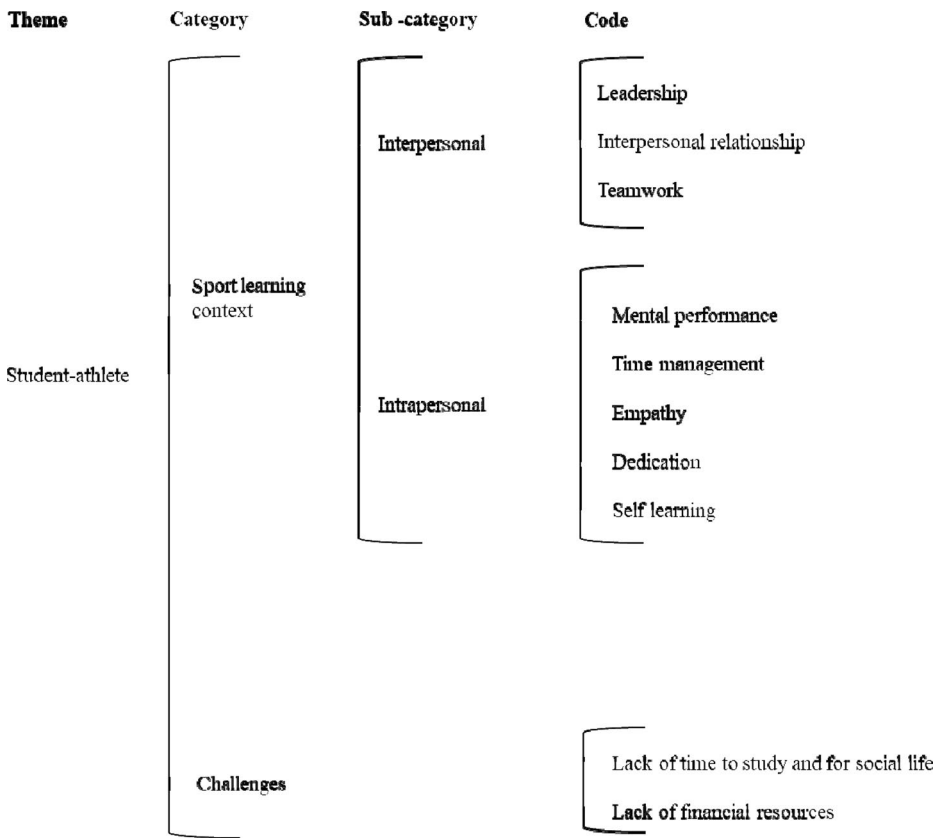 Theme Category Sub -category Code
Leadership
Interpersonal
Interpersonal relationship
Teamwork
Sport learning
context
Mental performance
Time management
Student-athlete
Intrapersonal
Empathy
Dedication
Self learning
Challenges
Lack of time to study and for social life
Lack of financial resources